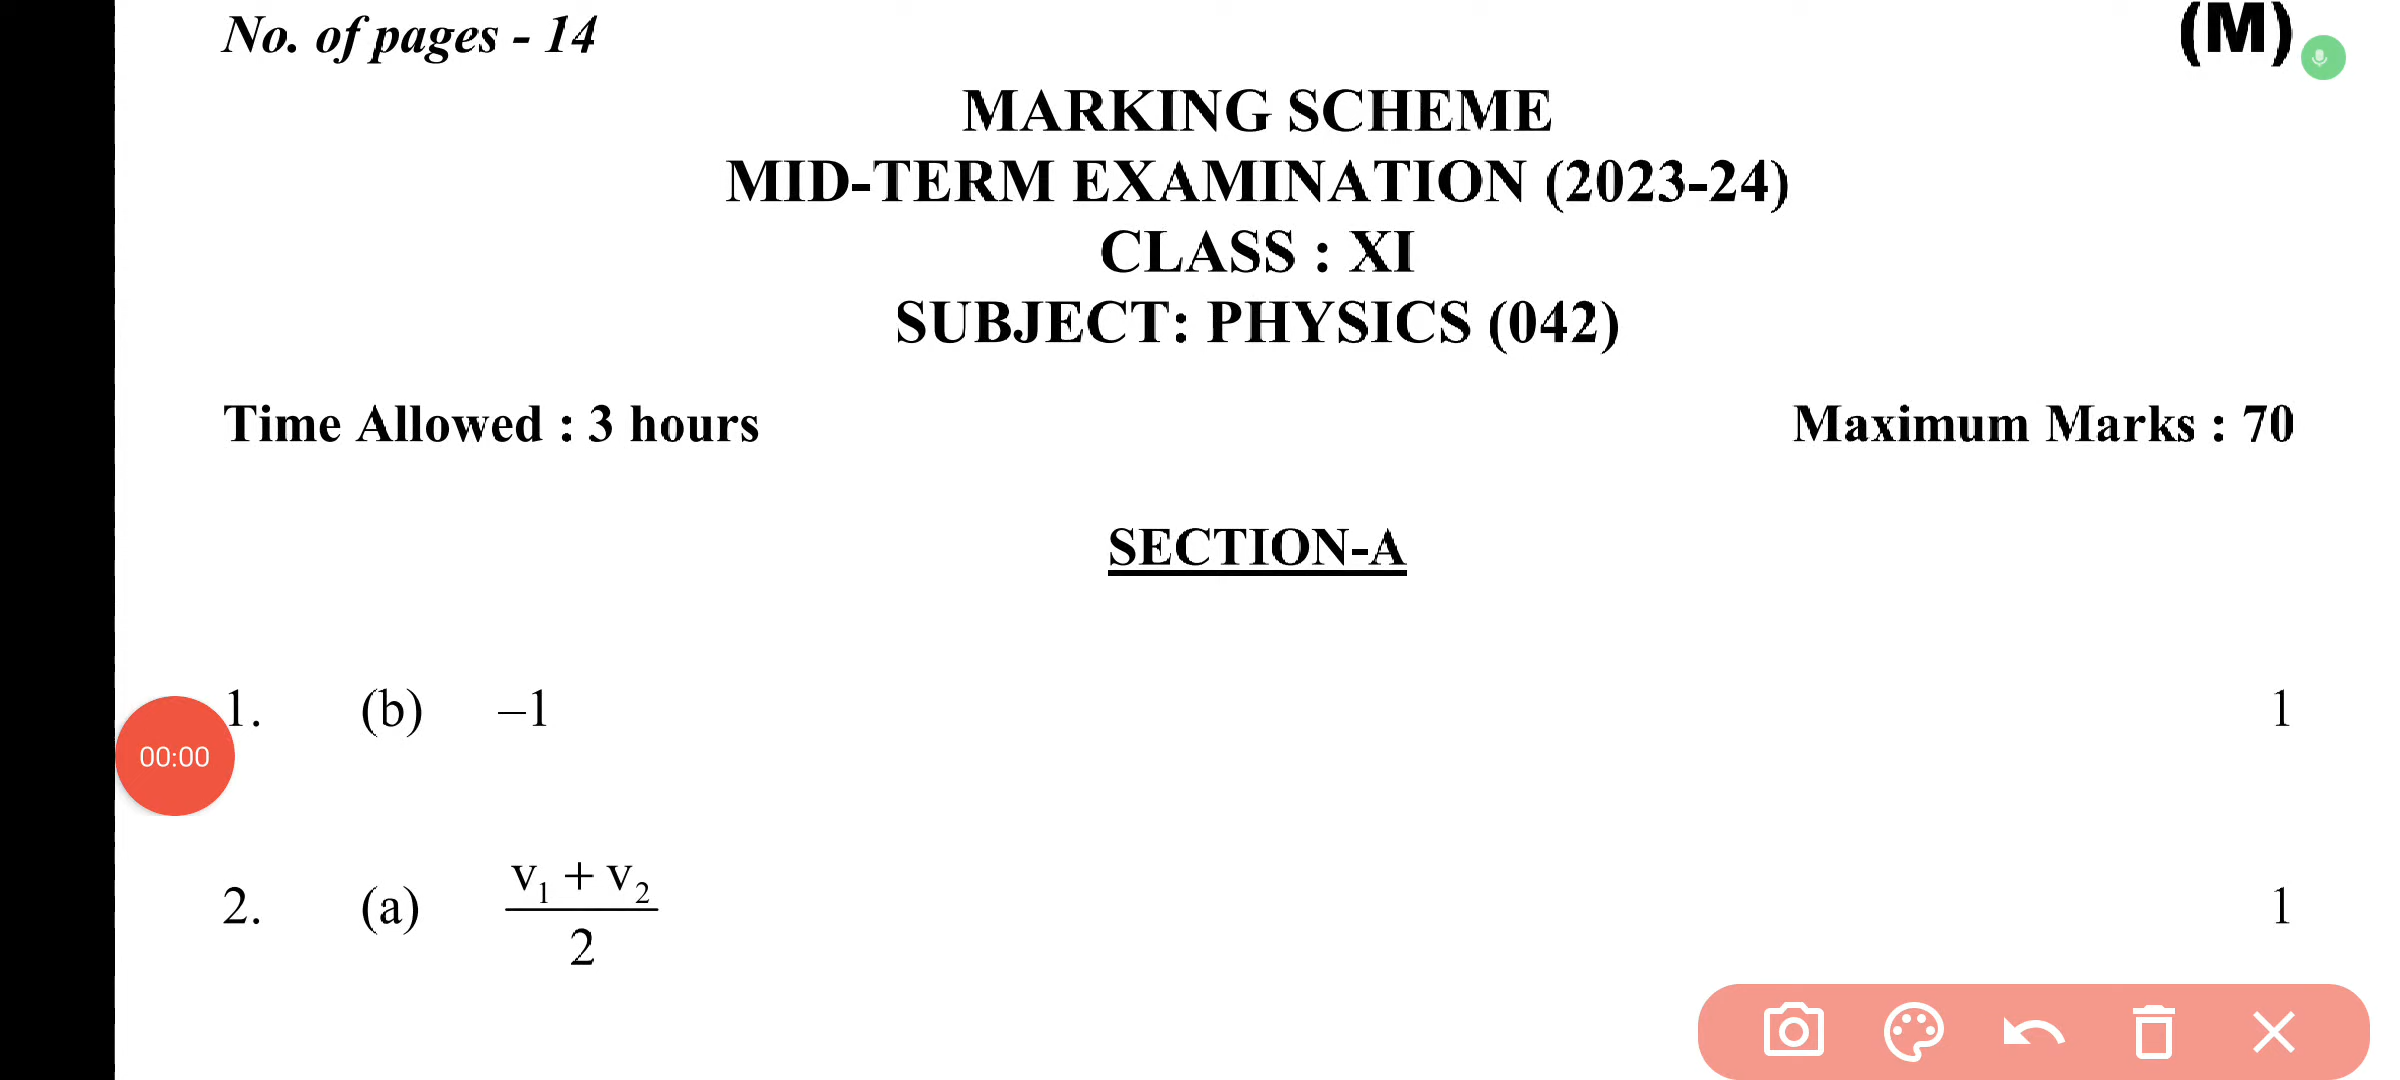 No. of pages - 14
(M)
MARKING SCHEME
MID-TERM EXAMINATION (2023-24)
CLASS : XI
SUBJECT: PHYSICS (042)
Time Allowed : 3 hours Maximum Marks : 70
SECTION-A
1. (b) –1 1
00:00
2. (a) v₁ + v₂ / 2 1